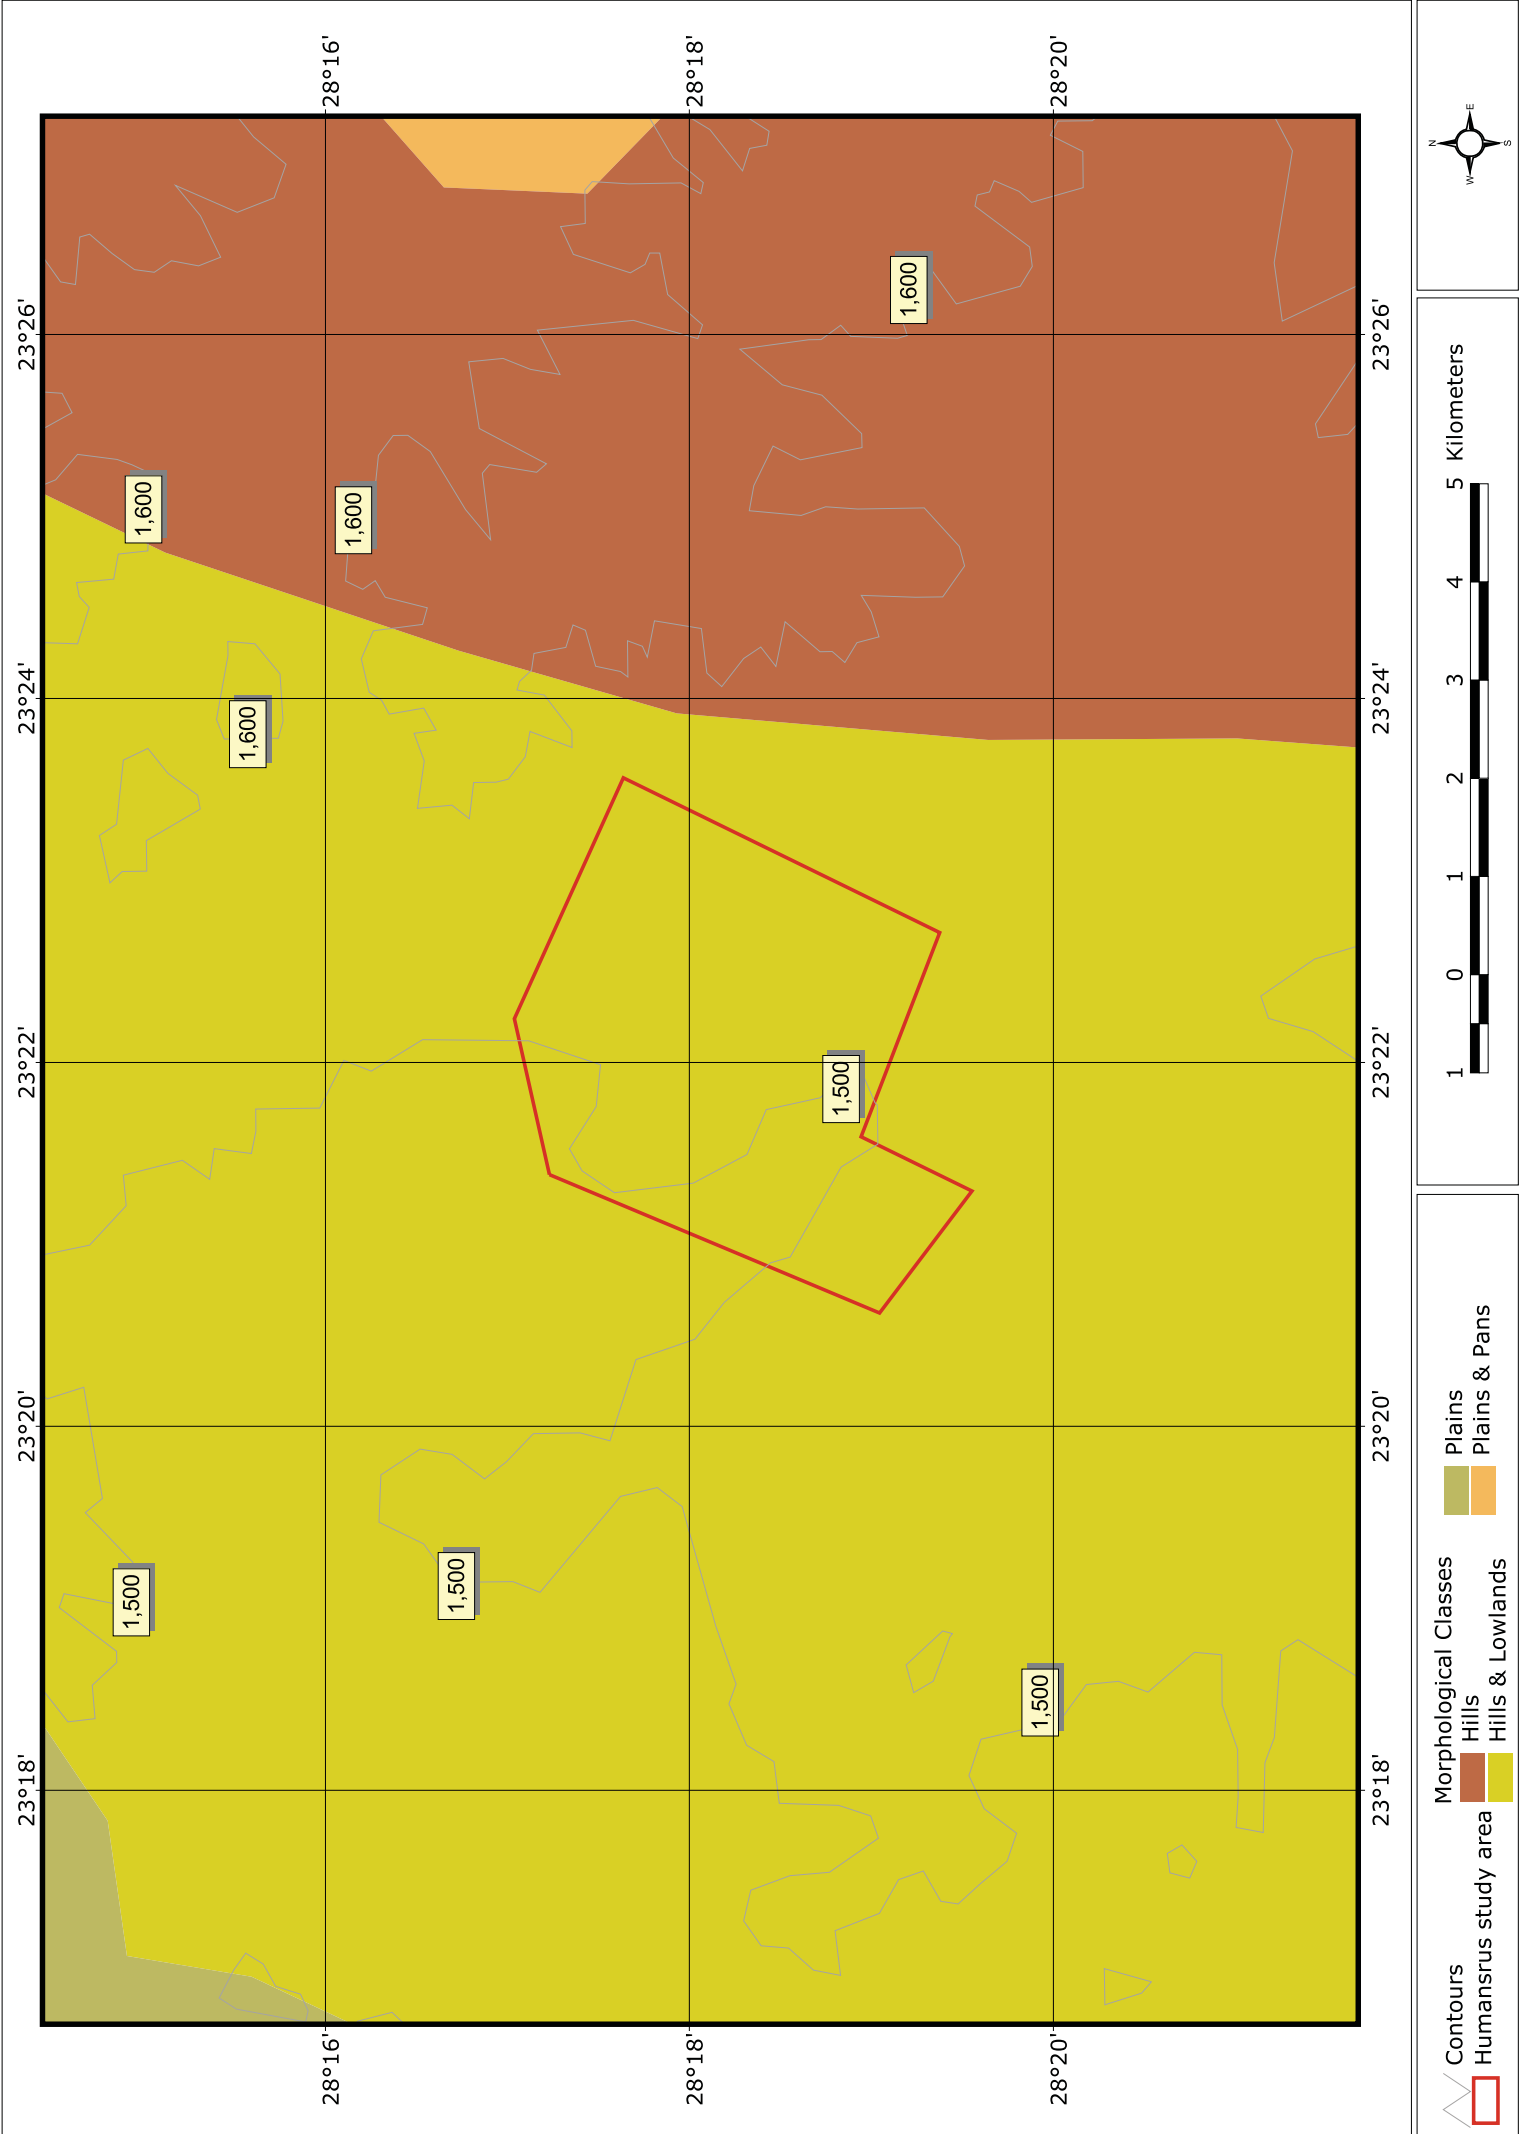 23°18'
23°20'
23°22'
23°24'
23°26'
28°16'
28°16'
28°18'
28°18'
28°20'
28°20'
1,500
1,600
1,600
1,600
1,500
1,500
1,600
1,500
23°18'
23°20'
23°22'
23°24'
23°26'
Contours
Humansrus study area
Morphological Classes
Hills
Hills & Lowlands
Plains
Plains & Pans
1 0 1 2 3 4 5 Kilometers
N
W
E
S